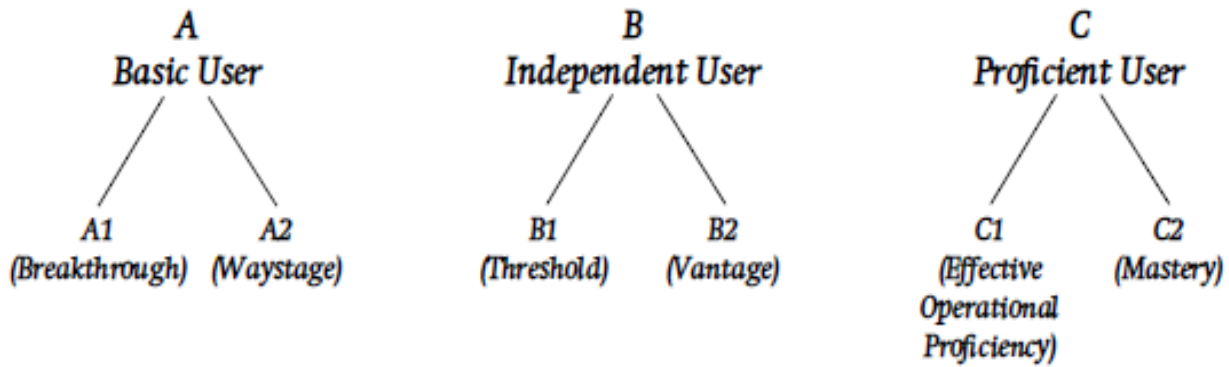 A
Basic User
A1
(Breakthrough)
A2
(Waystage)
B
Independent User
B1
(Threshold)
B2
(Vantage)
C
Proficient User
C1
(Effective
Operational
Proficiency)
C2
(Mastery)